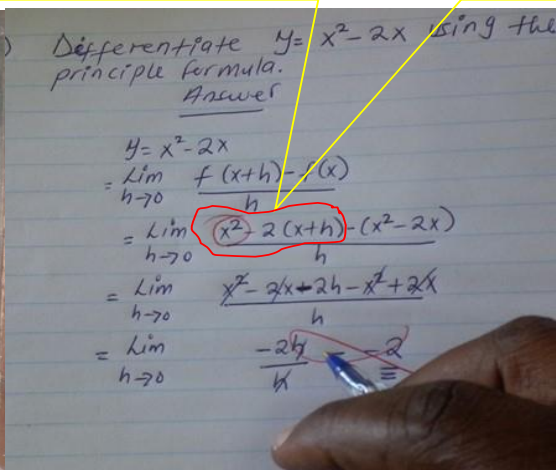 ) Differentiate y= x²- 2x using the
principle formula.
Answer
y= x²- 2x
= Lim h→0 f(x+h)-f(x) / h
= Lim h→0 x²- 2(x+h)-(x²-2x) / h
= Lim h→0 x²- 2x-2h-x²+2x / h
= Lim h→0 -2h / h = -2